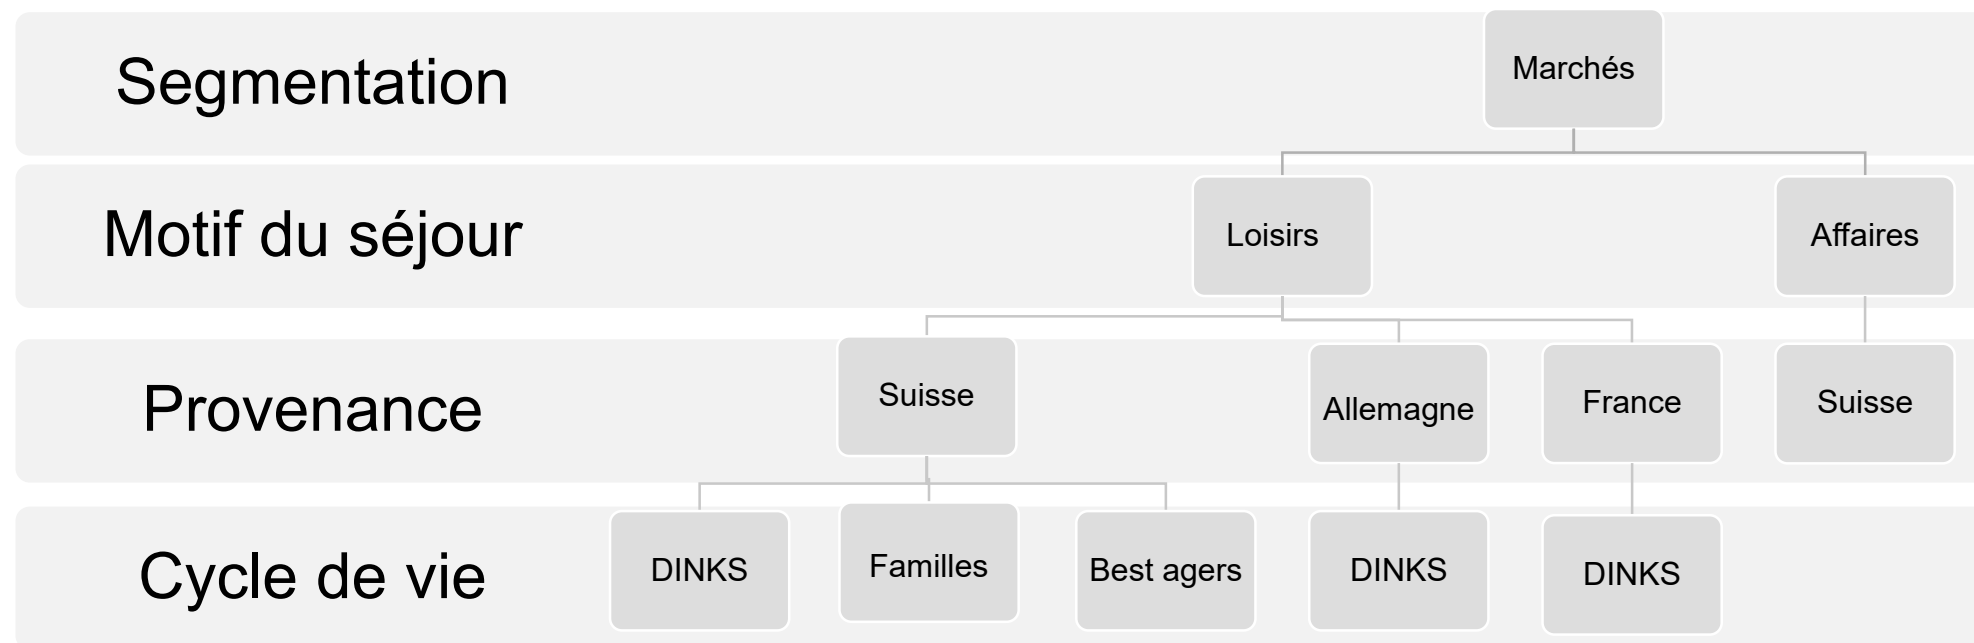 Segmentation
Marchés
Motif du séjour
Loisirs
Affaires
Provenance
Suisse
Allemagne
France
Suisse
Cycle de vie
DINKS
Familles
Best agers
DINKS
DINKS